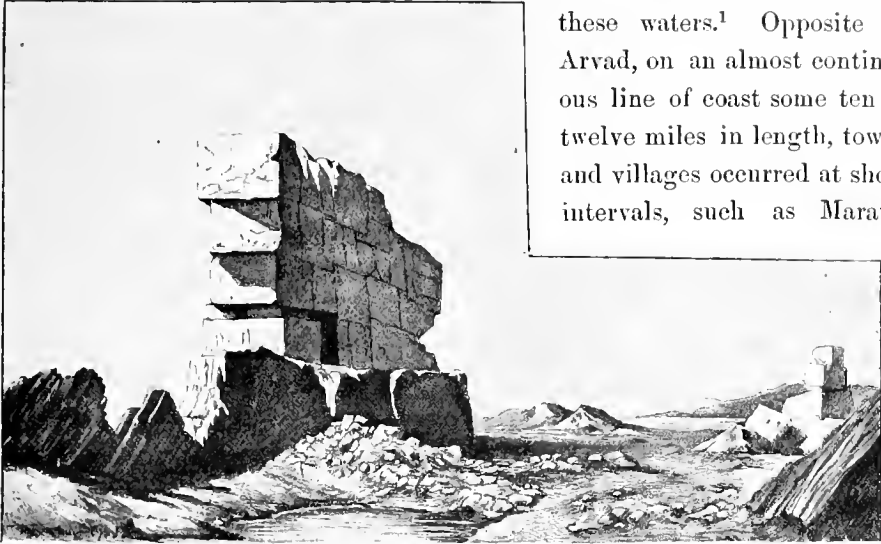 these waters.¹ Opposite
Arvad, on an almost contin
ous line of coast some ten
twelve miles in length, tow
and villages occurred at sho
intervals, such as Mara